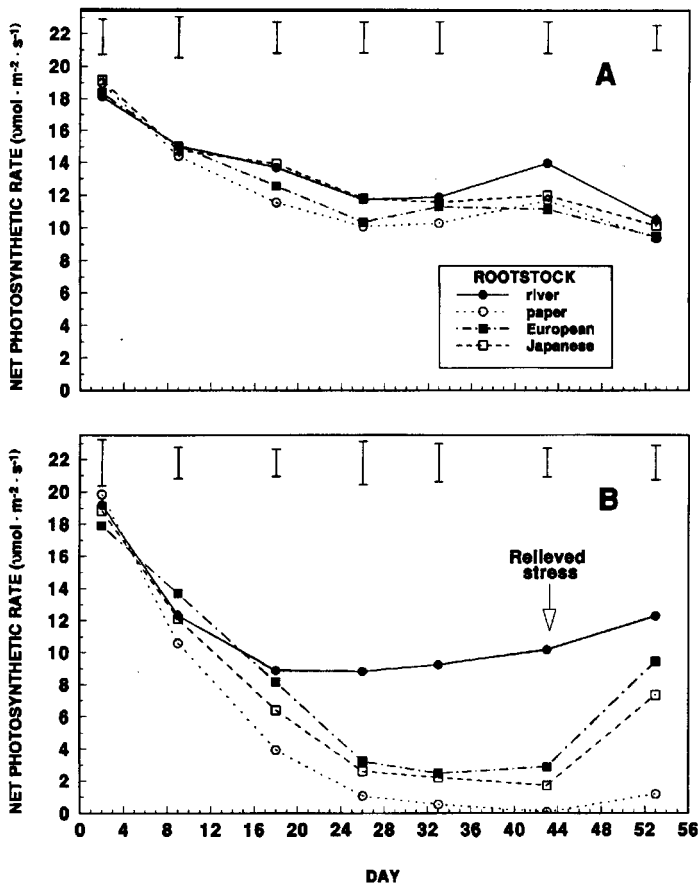 NET PHOTOSYNTHETIC RATE (υmol · m⁻² · s⁻¹)
22
20
18
16
14
12
10
8
6
4
2
0
A
ROOTSTOCK
river
paper
European
Japanese
NET PHOTOSYNTHETIC RATE (υmol · m⁻² · s⁻¹)
22
20
18
16
14
12
10
8
6
4
2
0
B
Relieved
stress
0 4 8 12 16 20 24 28 32 36 40 44 48 52 56
DAY